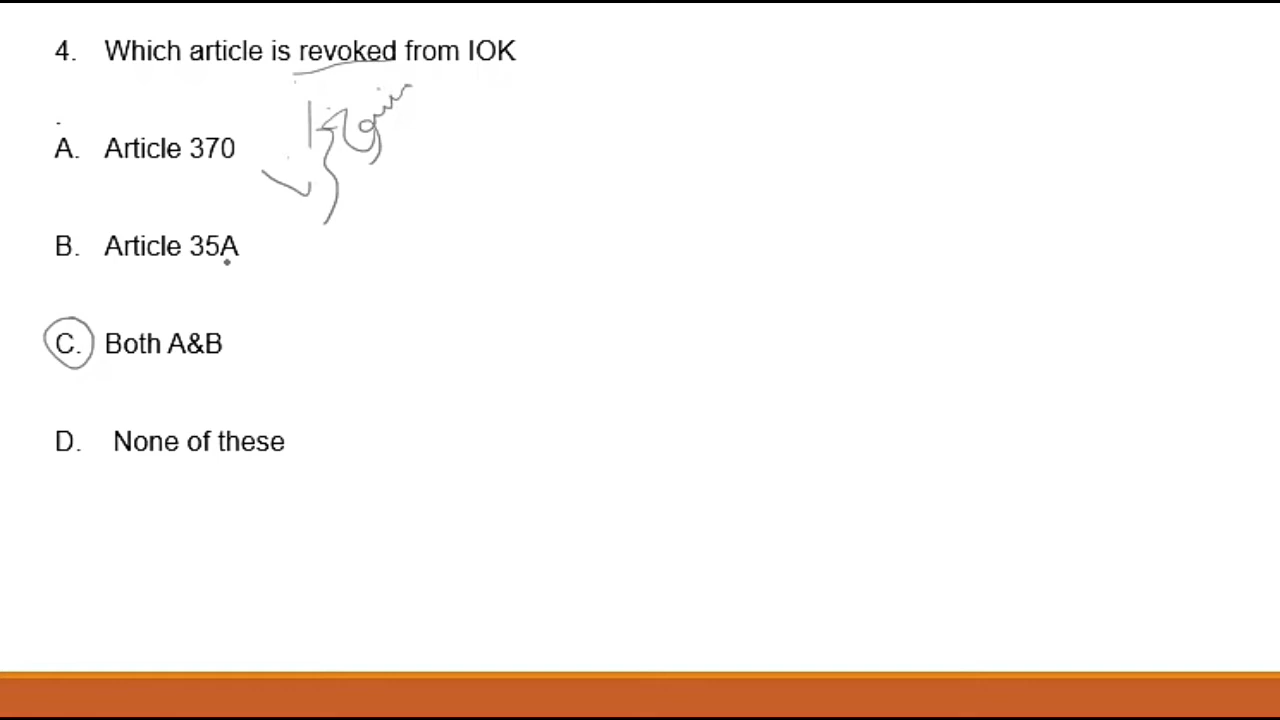 4. Which article is revoked from IOK
A. Article 370
B. Article 35A
C. Both A&B
D. None of these